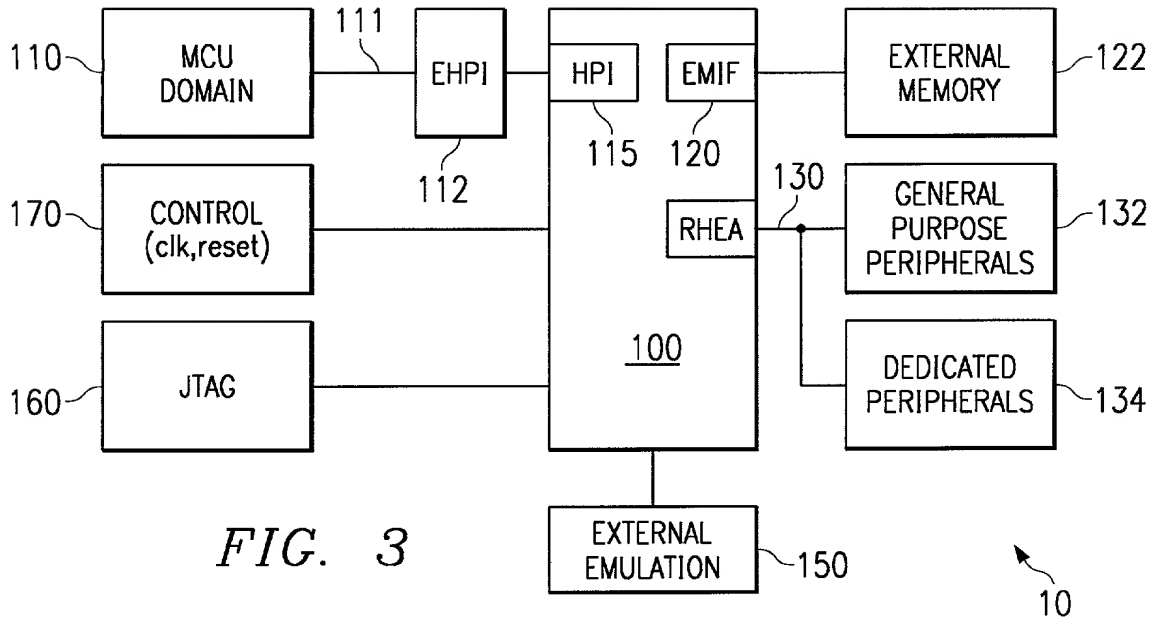 110
MCU
DOMAIN
111
EHPI
112
HPI
115
EMIF
120
EXTERNAL
MEMORY
122
170
CONTROL
(clk,reset)
RHEA
130
GENERAL
PURPOSE
PERIPHERALS
132
160
JTAG
100
DEDICATED
PERIPHERALS
134
EXTERNAL
EMULATION
150
FIG. 3
10